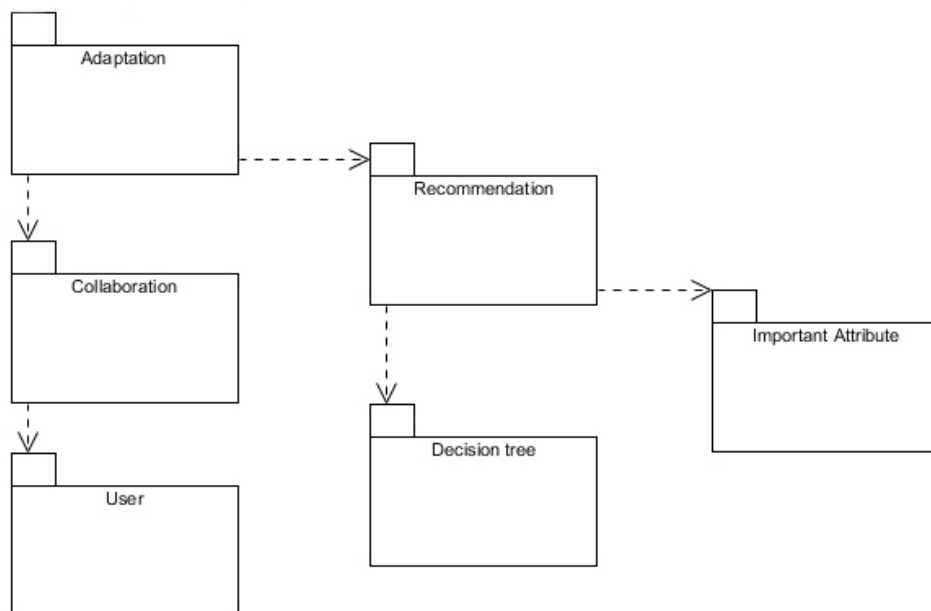 Adaptation
Recommendation
Collaboration
Important Attribute
Decision tree
User